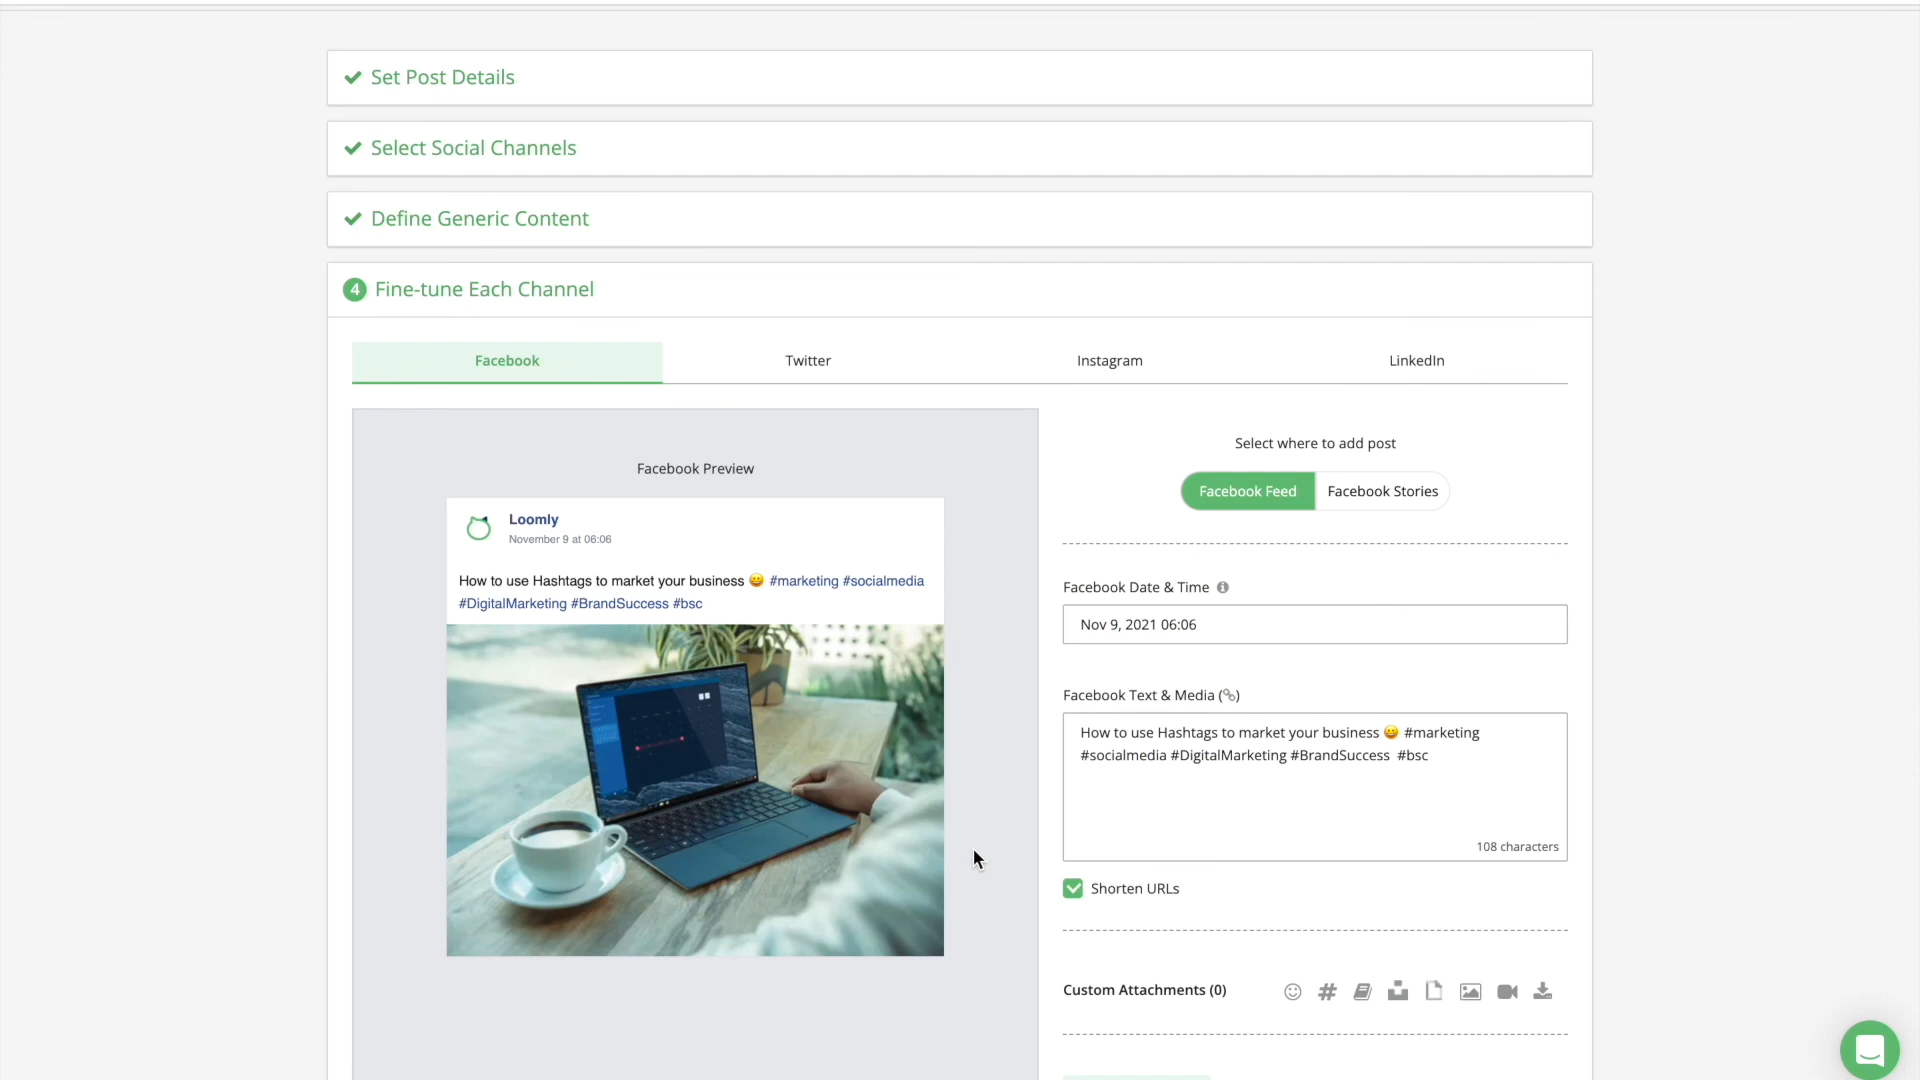 Set Post Details
Select Social Channels
Define Generic Content
4 Fine-tune Each Channel
Facebook
Twitter
Instagram
LinkedIn
Facebook Preview
Loomly
November 9 at 06:06
How to use Hashtags to market your business 😀 #marketing #socialmedia
#DigitalMarketing #BrandSuccess #bsc
Select where to add post
Facebook Feed
Facebook Stories
Facebook Date & Time
Nov 9, 2021 06:06
Facebook Text & Media (🔗)
How to use Hashtags to market your business 😀 #marketing
#socialmedia #DigitalMarketing #BrandSuccess  #bsc
108 characters
Shorten URLs
Custom Attachments (0)